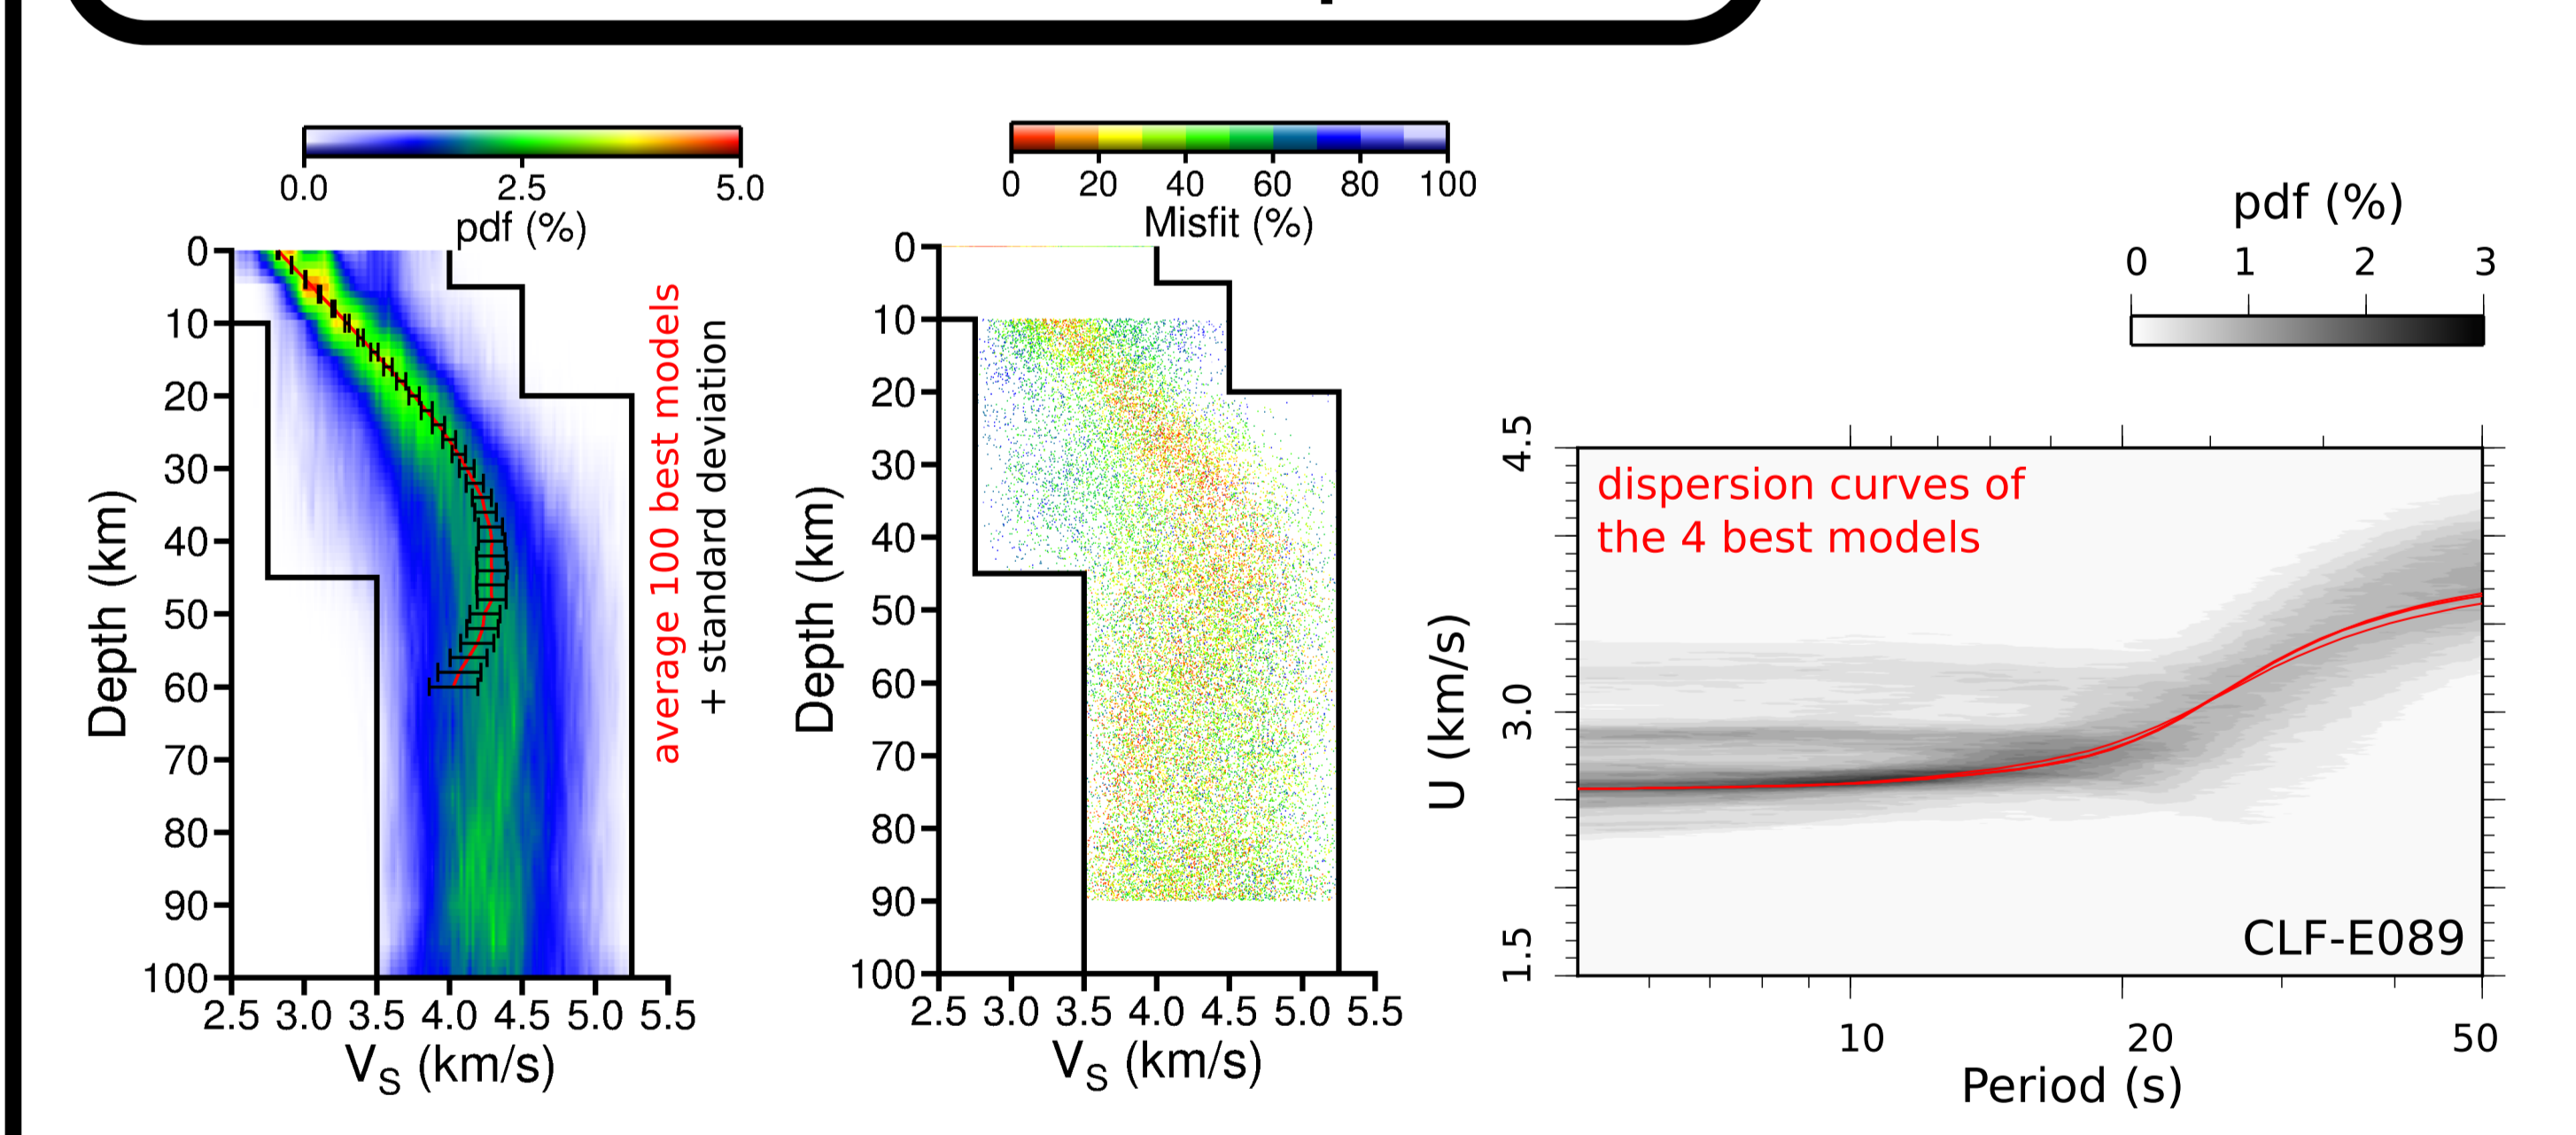 0.0 2.5 5.0
pdf (%)
0
10
20
30
40
50
60
70
80
90
100
Depth (km)
2.5 3.0 3.5 4.0 4.5 5.0 5.5
VS (km/s)
average 100 best models
+ standard deviation
0 20 40 60 80 100
Misfit (%)
0
10
20
30
40
50
60
70
80
90
100
Depth (km)
2.5 3.0 3.5 4.0 4.5 5.0 5.5
VS (km/s)
pdf (%)
0 1 2 3
4.5
3.0
1.5
U (km/s)
dispersion curves of
the 4 best models
CLF-E089
10 20 50
Period (s)